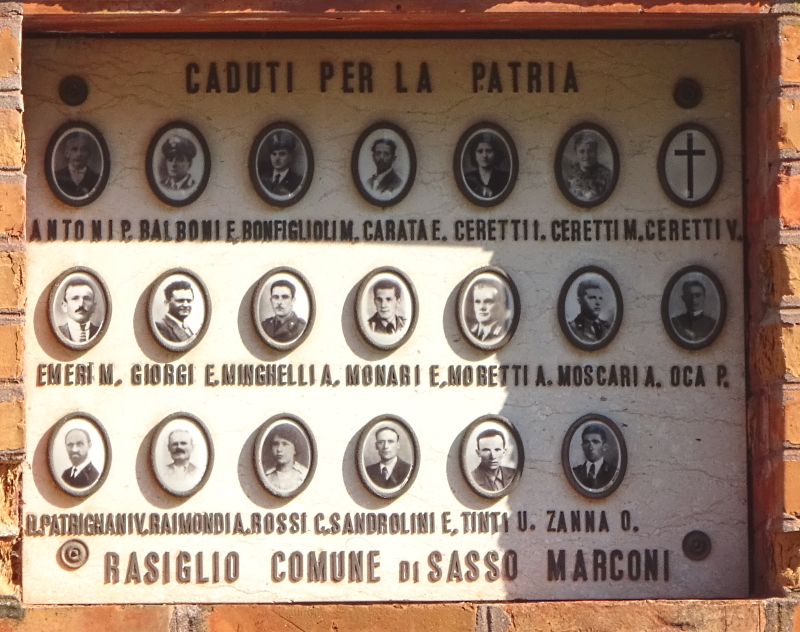 CADUTI PER LA PATRIA
ANTONI P. BALBONI E. BONFIGLIOLI M. CARATA E. CERETTI I. CERETTI M. CERETTI V.
EMERI M. GIORGI E. MINGHELLI A. MONARI E. MORETTI A. MOSCARI A. OCA P.
PATRIGNANI V. RAIMONDI A. ROSSI C. SANDROLINI E. TINTI U. ZANNA O.
RASIGLIO COMUNE DI SASSO MARCONI